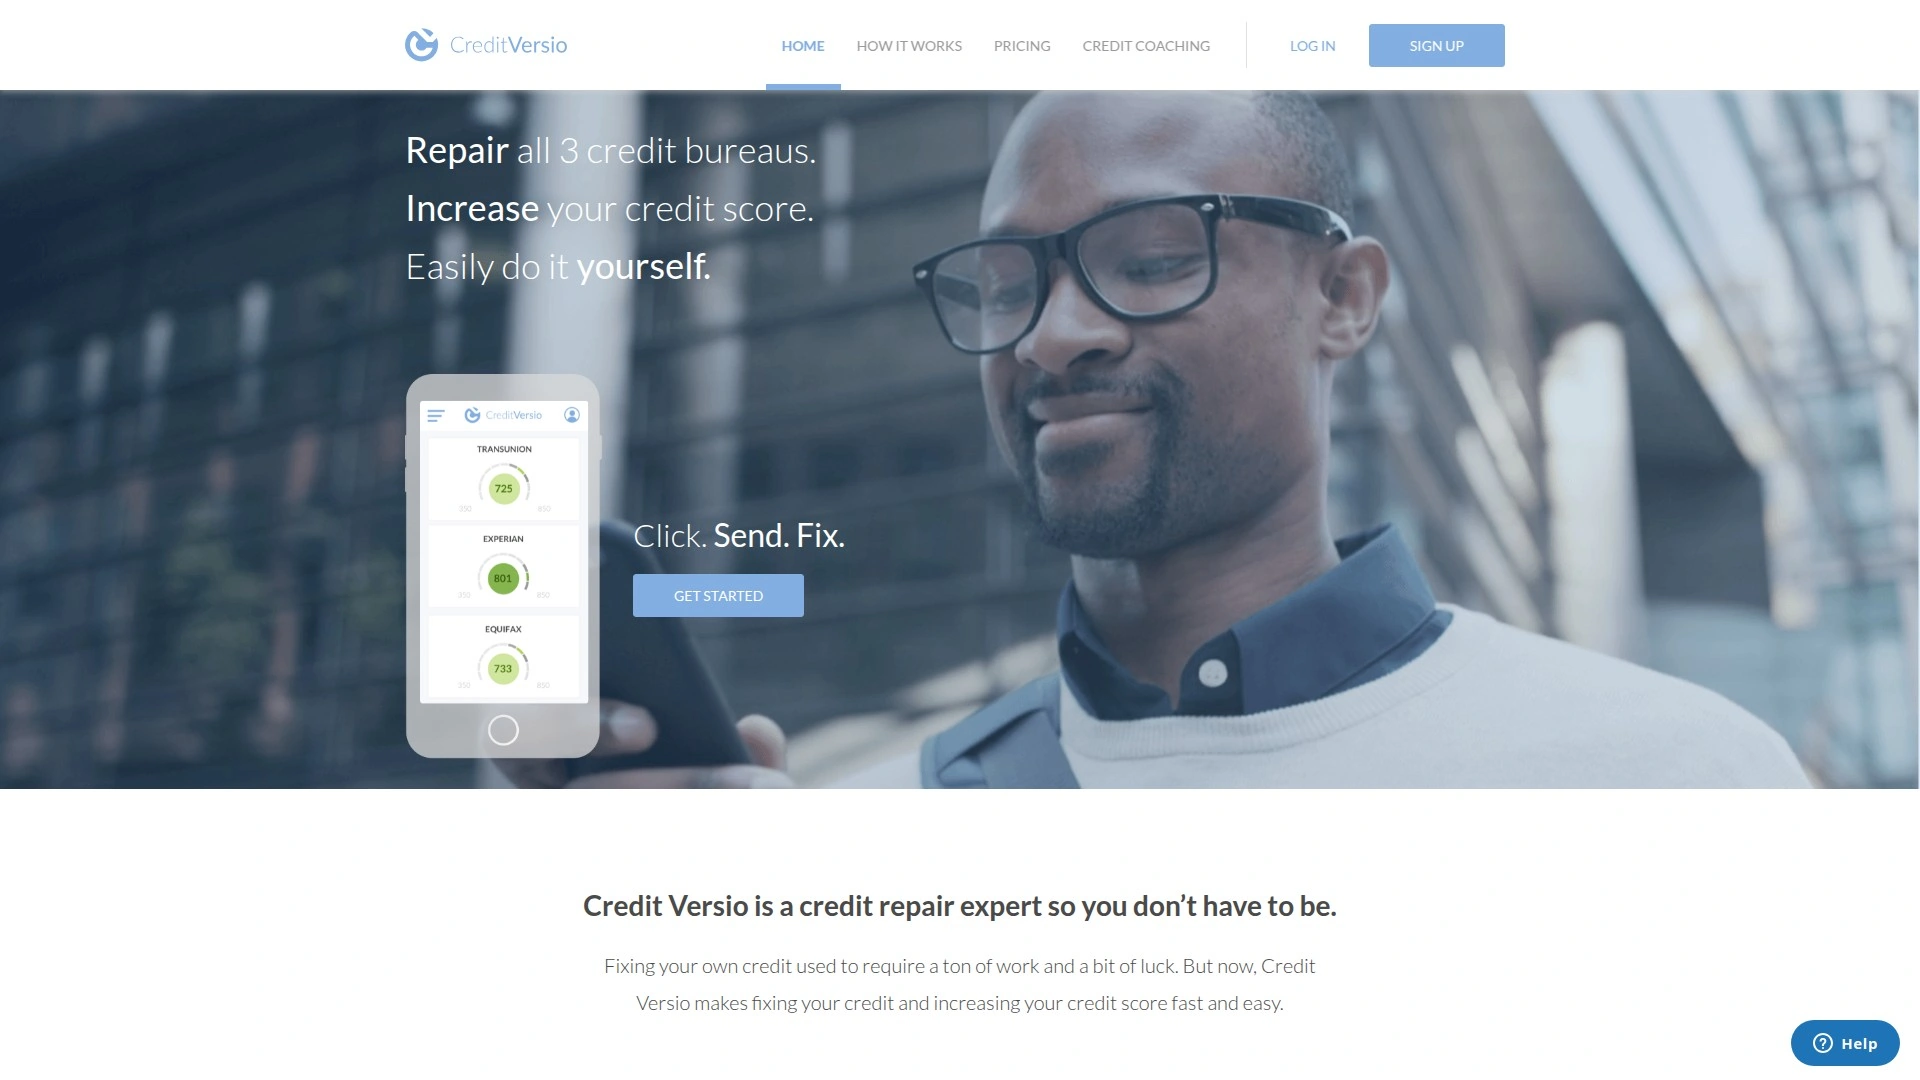 CreditVersio
HOME
HOW IT WORKS
PRICING
CREDIT COACHING
LOG IN
SIGN UP
Repair all 3 credit bureaus.
Increase your credit score.
Easily do it yourself.
CreditVersio
TRANSUNION
725
350
850
EXPERIAN
801
350
850
EQUIFAX
733
350
850
Click. Send. Fix.
GET STARTED
Credit Versio is a credit repair expert so you don’t have to be.
Fixing your own credit used to require a ton of work and a bit of luck. But now, Credit
Versio makes fixing your credit and increasing your credit score fast and easy.
Help